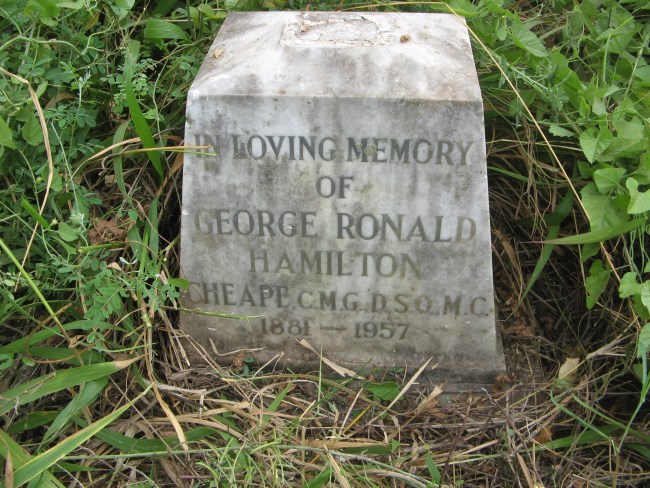 IN LOVING MEMORY
OF
GEORGE RONALD
HAMILTON
CHEAPE C.M.G. D.S.O. M.C.
1881 — 1957